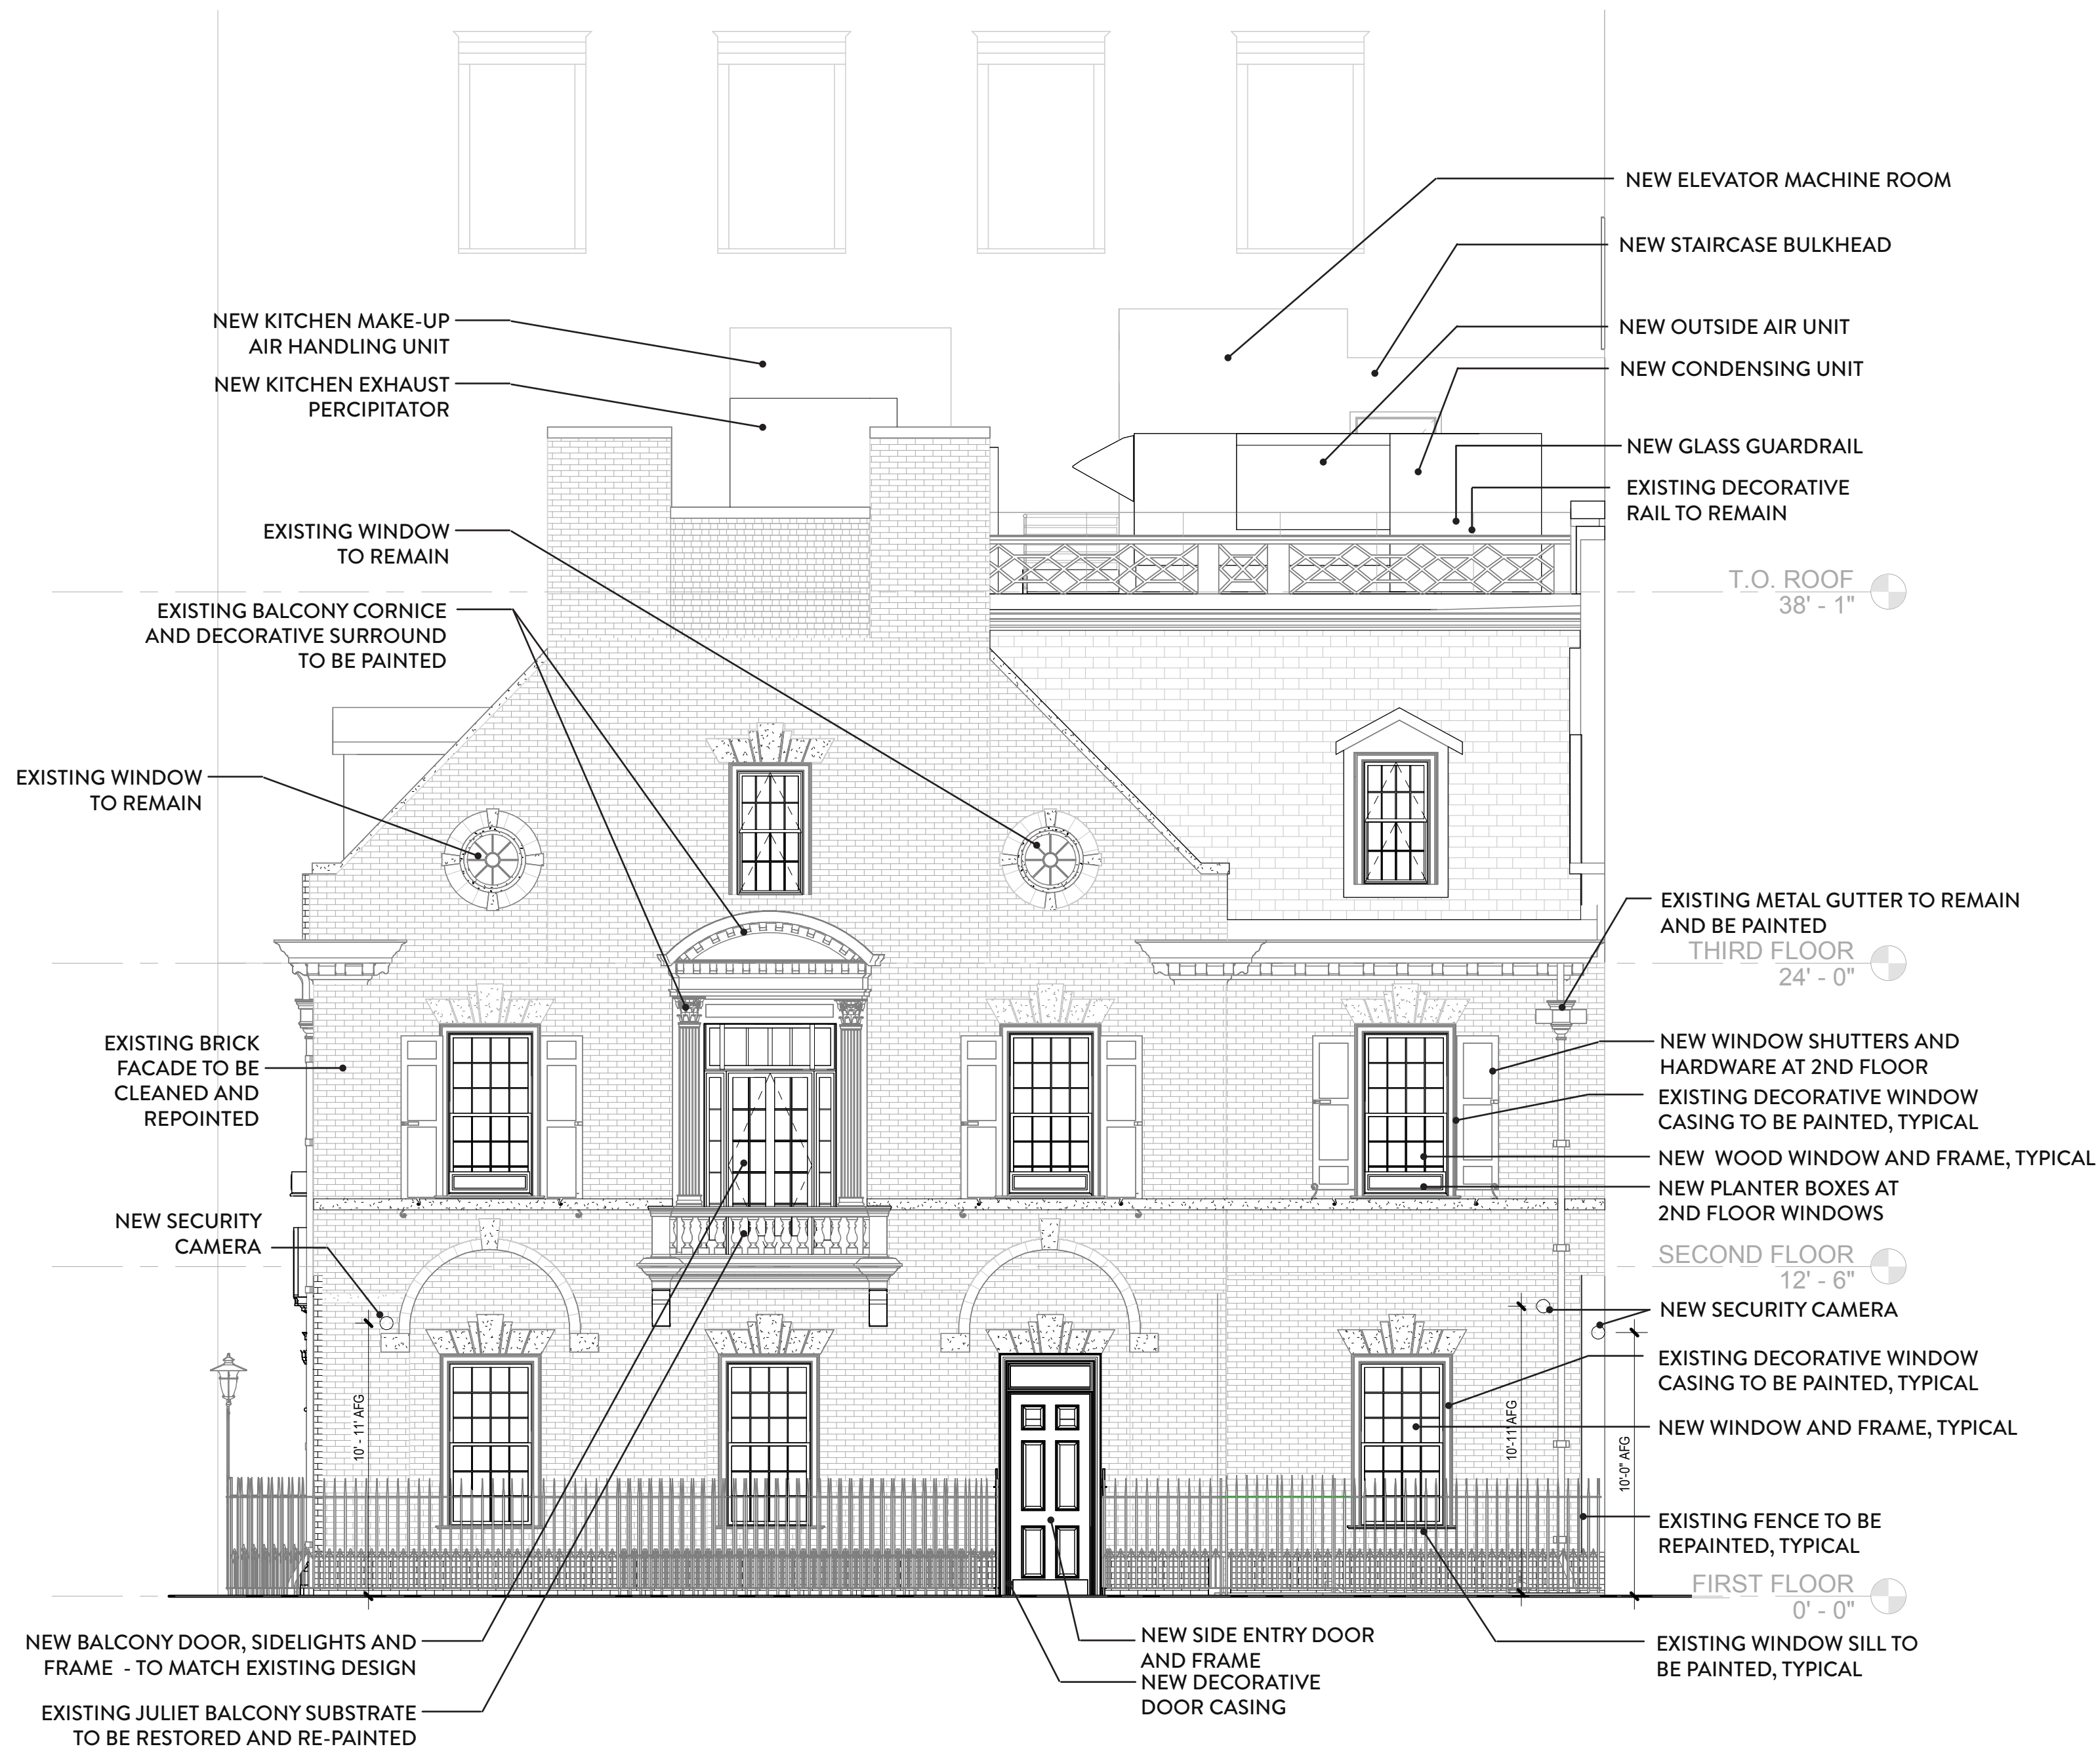 NEW ELEVATOR MACHINE ROOM
NEW STAIRCASE BULKHEAD
NEW OUTSIDE AIR UNIT
NEW CONDENSING UNIT
NEW GLASS GUARDRAIL
EXISTING DECORATIVE
RAIL TO REMAIN
T.O. ROOF
38' - 1"
NEW KITCHEN MAKE-UP
AIR HANDLING UNIT
NEW KITCHEN EXHAUST
PERCIPITATOR
EXISTING WINDOW
TO REMAIN
EXISTING BALCONY CORNICE
AND DECORATIVE SURROUND
TO BE PAINTED
EXISTING WINDOW
TO REMAIN
EXISTING BRICK
FACADE TO BE
CLEANED AND
REPOINTED
NEW SECURITY
CAMERA
10' - 11' AFG
EXISTING METAL GUTTER TO REMAIN
AND BE PAINTED
THIRD FLOOR
24' - 0"
NEW WINDOW SHUTTERS AND
HARDWARE AT 2ND FLOOR
EXISTING DECORATIVE WINDOW
CASING TO BE PAINTED, TYPICAL
NEW  WOOD WINDOW AND FRAME, TYPICAL
NEW PLANTER BOXES AT
2ND FLOOR WINDOWS
SECOND FLOOR
12' - 6"
NEW SECURITY CAMERA
EXISTING DECORATIVE WINDOW
CASING TO BE PAINTED, TYPICAL
NEW WINDOW AND FRAME, TYPICAL
10'-11'AFG
10'-0" AFG
EXISTING FENCE TO BE
REPAINTED, TYPICAL
FIRST FLOOR
0' - 0"
NEW BALCONY DOOR, SIDELIGHTS AND
FRAME  - TO MATCH EXISTING DESIGN
EXISTING JULIET BALCONY SUBSTRATE
TO BE RESTORED AND RE-PAINTED
NEW SIDE ENTRY DOOR
AND FRAME
NEW DECORATIVE
DOOR CASING
EXISTING WINDOW SILL TO
BE PAINTED, TYPICAL